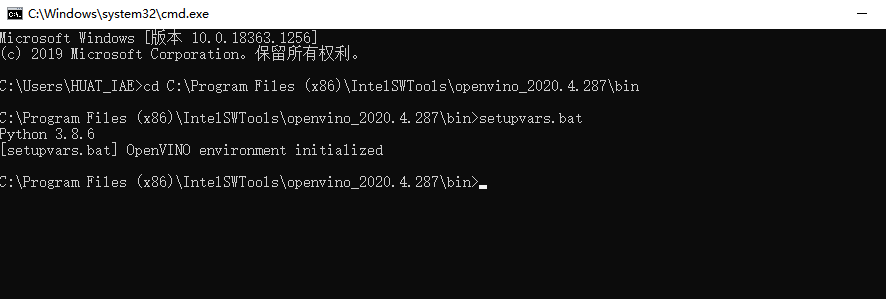 C:\Windows\system32\cmd.exe
Microsoft Windows [版本 10.0.18363.1256]
(c) 2019 Microsoft Corporation。保留所有权利。
C:\Users\HUAT_IAE>cd C:\Program Files (x86)\IntelSWTools\openvino_2020.4.287\bin
C:\Program Files (x86)\IntelSWTools\openvino_2020.4.287\bin>setupvars.bat
Python 3.8.6
[setupvars.bat] OpenVINO environment initialized
C:\Program Files (x86)\IntelSWTools\openvino_2020.4.287\bin>